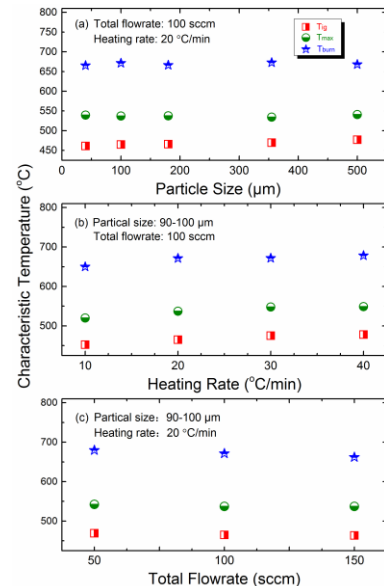 (a) Total flowrate: 100 sccm
Heating rate: 20 °C/min
Tig
Tmax
Tburn
800
750
700
650
600
550
500
450
0 100 200 300 400 500
Particle Size (µm)
Characteristic Temperature (°C)
(b) Partical size: 90-100 µm
Total flowrate: 100 sccm
800
700
600
500
10 20 30 40
Heating Rate (°C/min)
(c) Partical size: 90-100 µm
Heating rate: 20 °C/min
800
700
600
500
50 100 150
Total Flowrate (sccm)